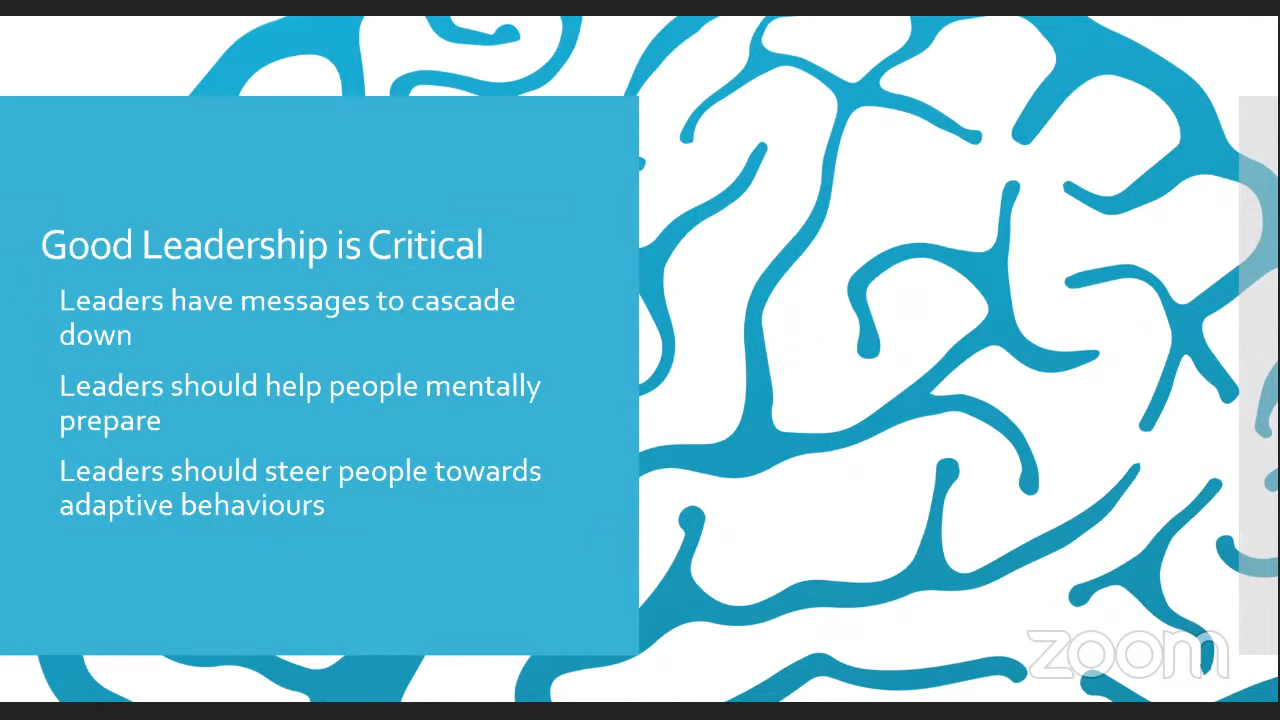 Good Leadership is Critical
Leaders have messages to cascade
down
Leaders should help people mentally
prepare
Leaders should steer people towards
adaptive behaviours
zoom